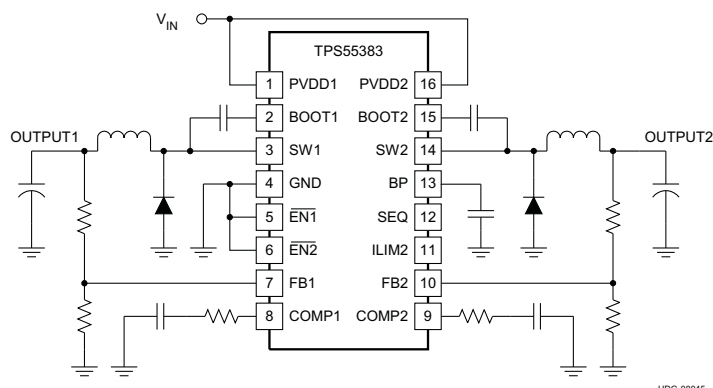 VIN
TPS55383
1 PVDD1 PVDD2 16
2 BOOT1 BOOT2 15
OUTPUT1 OUTPUT2
3 SW1 SW2 14
4 GND BP 13
5 EN1 SEQ 12
6 EN2 ILIM2 11
7 FB1 FB2 10
8 COMP1 COMP2 9